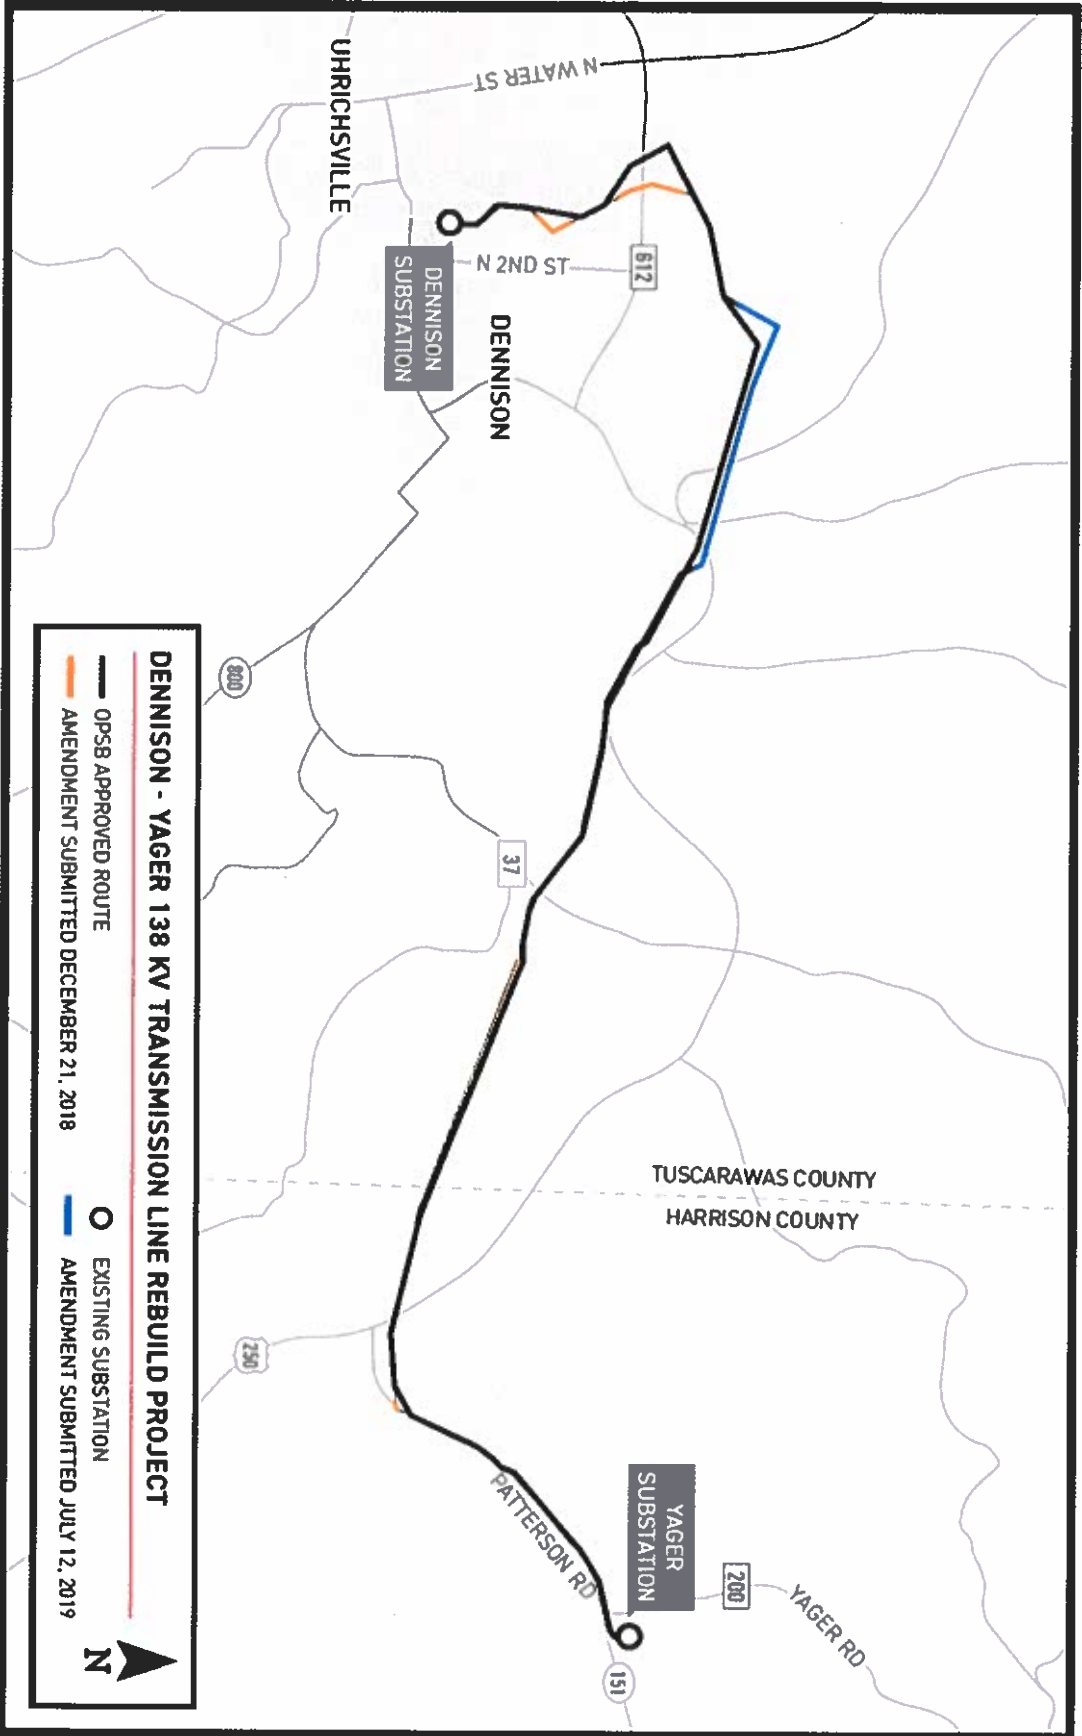 N WATER ST
UHRICHSVILLE
612
N 2ND ST
DENNISON
SUBSTATION
DENNISON
800
37
TUSCARAWAS COUNTY
HARRISON COUNTY
250
PATTERSON RD
YAGER
SUBSTATION
200
YAGER RD
151
DENNISON - YAGER 138 KV TRANSMISSION LINE REBUILD PROJECT
OPSB APPROVED ROUTE
EXISTING SUBSTATION
AMENDMENT SUBMITTED DECEMBER 21, 2018
AMENDMENT SUBMITTED JULY 12, 2019
N